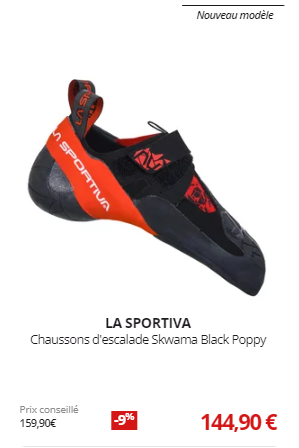 Nouveau modèle
LA SPORTIVA
LA SPORTIVA
Chaussons d'escalade Skwama Black Poppy
Prix conseillé
159,90€
-9%
144,90 €